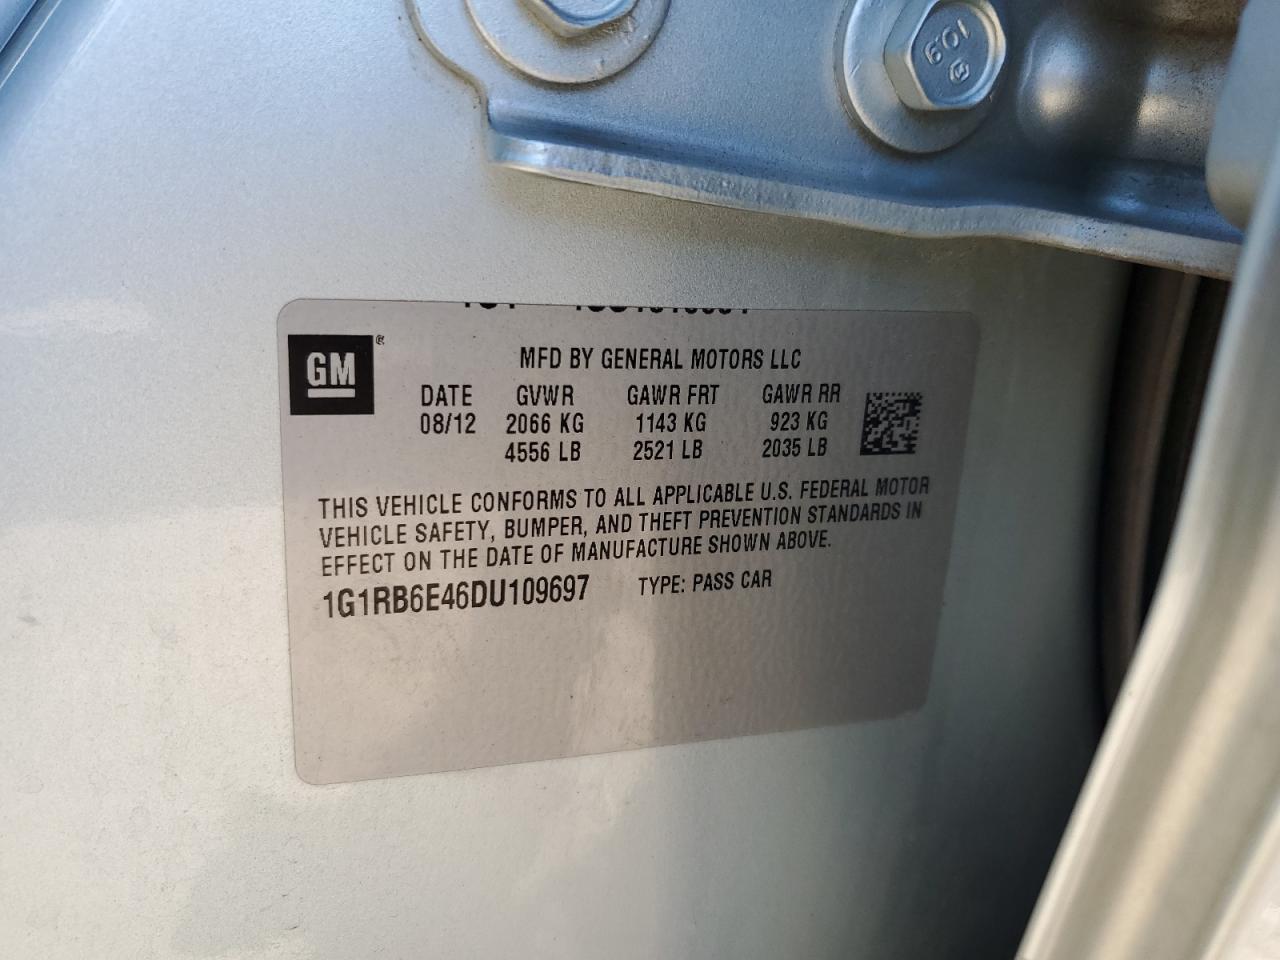 10.9
GM®
MFD BY GENERAL MOTORS LLC
DATE GVWR GAWR FRT GAWR RR
08/12 2066 KG 1143 KG 923 KG
4556 LB 2521 LB 2035 LB
THIS VEHICLE CONFORMS TO ALL APPLICABLE U.S. FEDERAL MOTOR
VEHICLE SAFETY, BUMPER, AND THEFT PREVENTION STANDARDS IN
EFFECT ON THE DATE OF MANUFACTURE SHOWN ABOVE.
1G1RB6E46DU109697 TYPE: PASS CAR